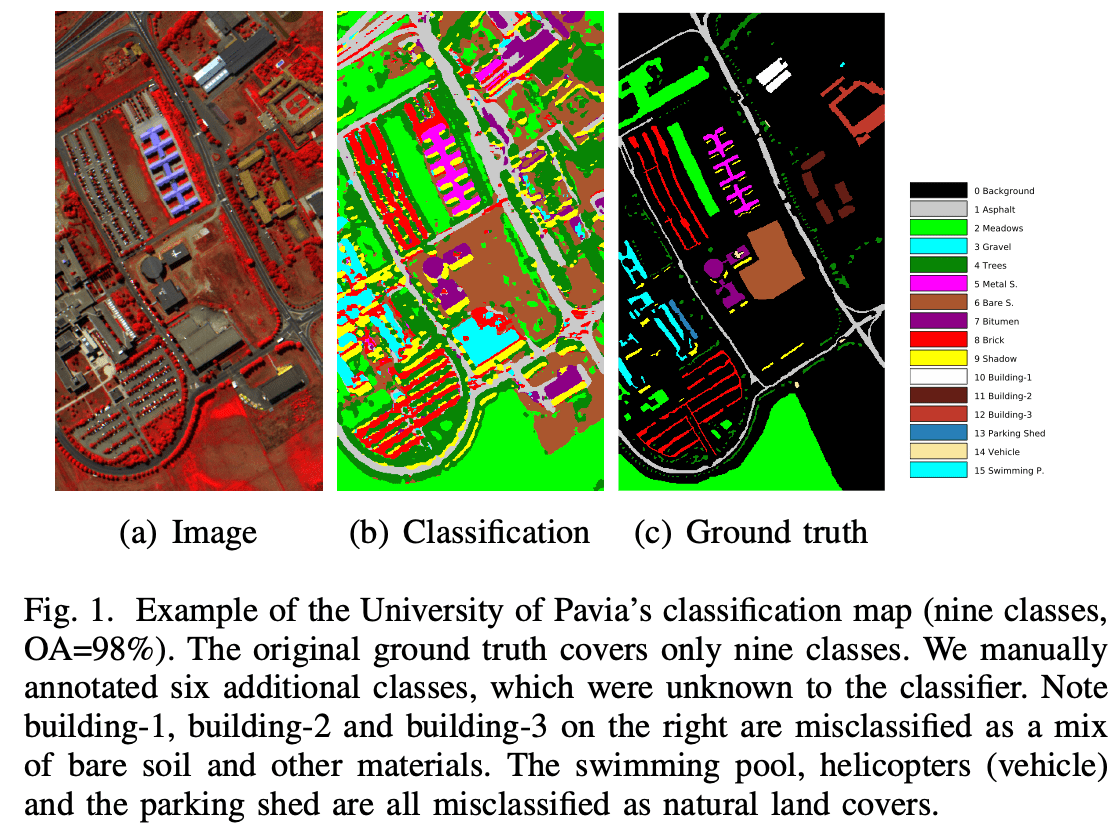 0 Background
1 Asphalt
2 Meadows
3 Gravel
4 Trees
5 Metal S.
6 Bare S.
7 Bitumen
8 Brick
9 Shadow
10 Building-1
11 Building-2
12 Building-3
13 Parking Shed
14 Vehicle
15 Swimming P.
(a) Image
(b) Classification
(c) Ground truth
Fig. 1. Example of the University of Pavia's classification map (nine classes,
OA=98%). The original ground truth covers only nine classes. We manually
annotated six additional classes, which were unknown to the classifier. Note
building-1, building-2 and building-3 on the right are misclassified as a mix
of bare soil and other materials. The swimming pool, helicopters (vehicle)
and the parking shed are all misclassified as natural land covers.